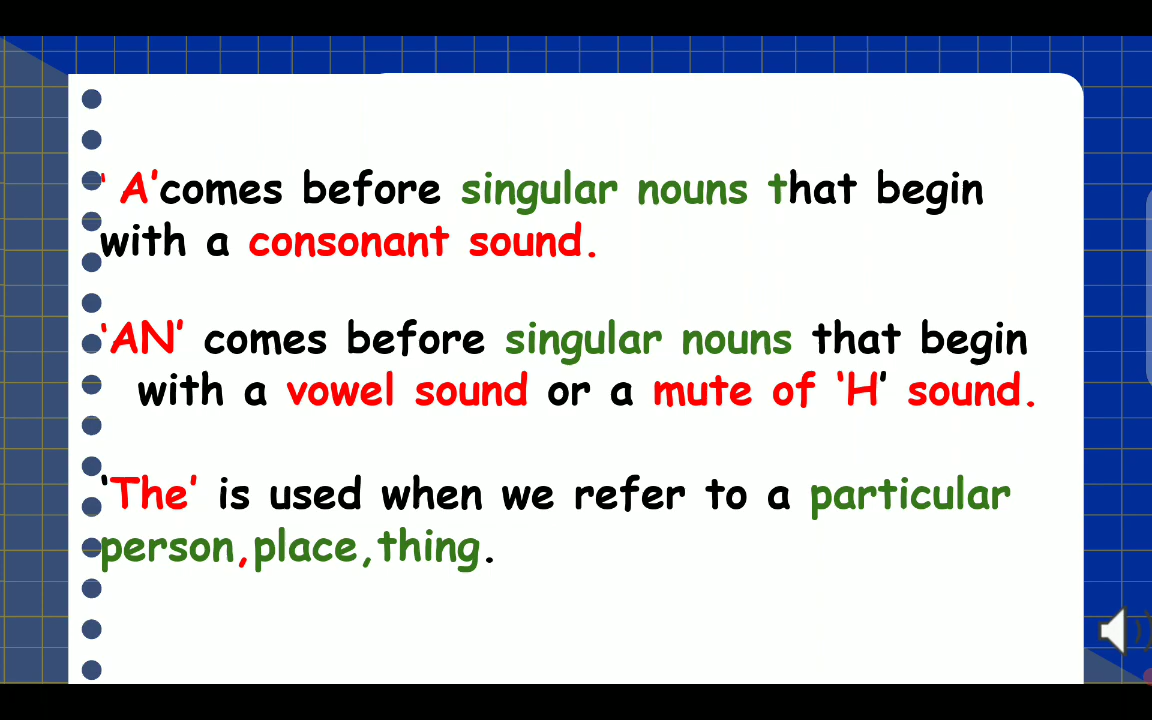 ‘ A’comes before singular nouns that begin
with a consonant sound.
‘AN’ comes before singular nouns that begin
with a vowel sound or a mute of ‘H’ sound.
‘The’ is used when we refer to a particular
person,place,thing.